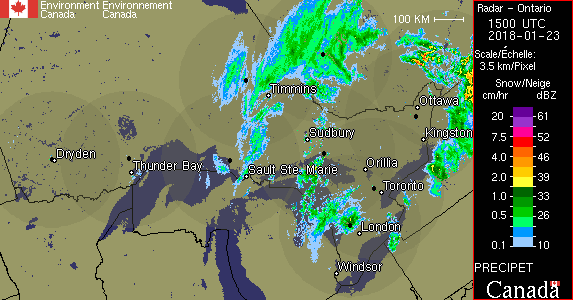 Environment Environnement
Canada Canada
100 KM
Radar - Ontario
1500 UTC
2018-01-23
Scale/Échelle:
3.5 km/Pixel
Snow/Neige
cm/hr dBZ
20 61
7.5 52
4.0 46
2.0 39
1.0 33
0.5 26
0.1 10
PRECIPET
Canada
Timmins
Ottawa
Sudbury
Kingston
Dryden
Thunder Bay
Sault Ste. Marie
Orillia
Toronto
London
Windsor